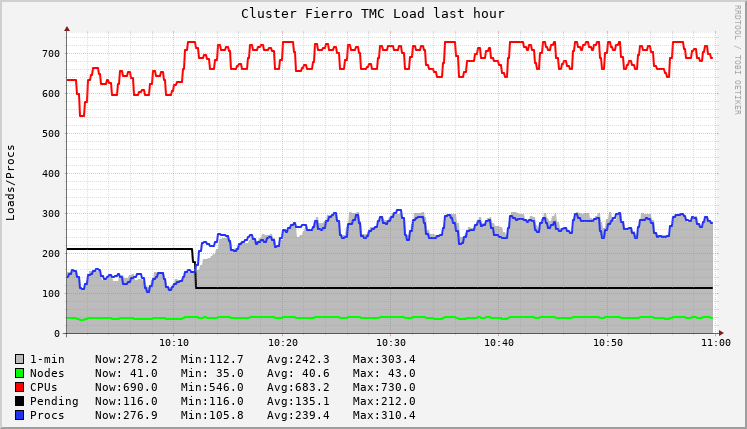 Cluster Fierro TMC Load last hour
RRDTOOL / TOBI OETIKER
Loads/Procs
700
600
500
400
300
200
100
0
10:10 10:20 10:30 10:40 10:50 11:00
1-min Now:278.2 Min:112.7 Avg:242.3 Max:303.4
Nodes Now: 41.0 Min: 35.0 Avg: 40.6 Max: 43.0
CPUs Now:690.0 Min:546.0 Avg:683.2 Max:730.0
Pending Now:116.0 Min:116.0 Avg:135.1 Max:212.0
Procs Now:276.9 Min:105.8 Avg:239.4 Max:310.4